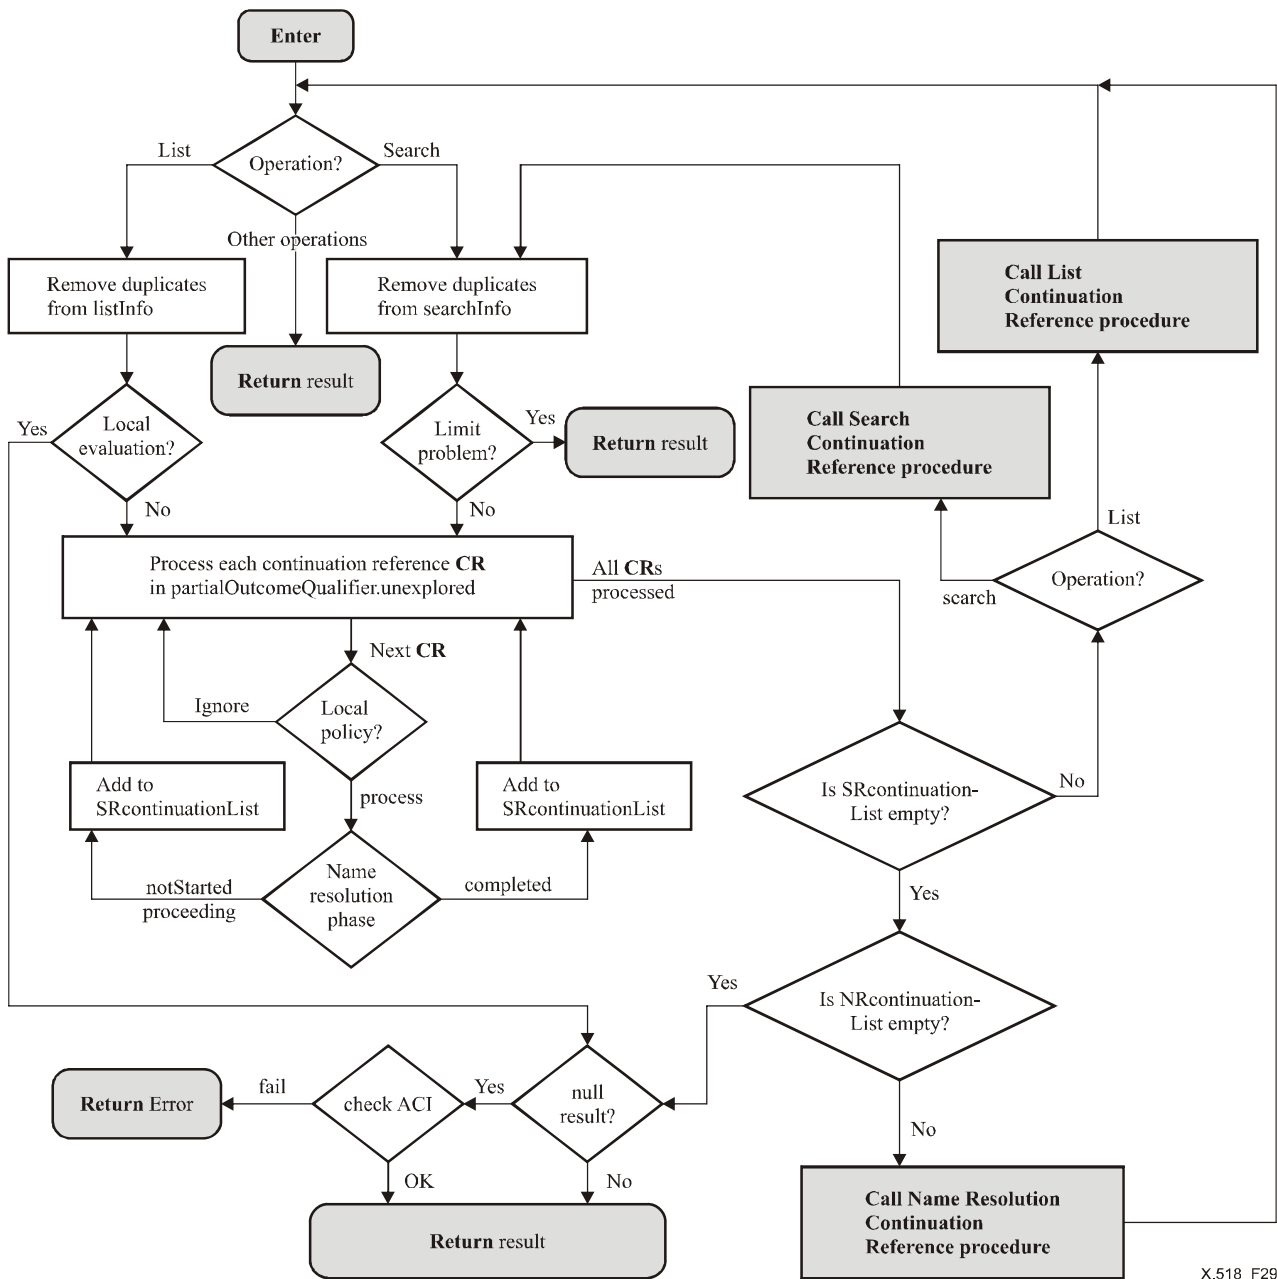 Enter
List
Operation?
Search
Other operations
Remove duplicates
from listInfo
Remove duplicates
from searchInfo
Call List
Continuation
Reference procedure
Return result
Yes
Local
evaluation?
Limit
problem?
Yes
Return result
Call Search
Continuation
Reference procedure
No
No
List
Process each continuation reference CR
in partialOutcomeQualifier.unexplored
All CRs
processed
Operation?
scarch
Next CR
Ignore
Local
policy?
Add to
SRcontinuationList
process
Add to
SRcontinuationList
Is SRcontinuation-
List empty?
No
notStarted
proceeding
Name
resolution
phase
completed
Yes
Yes
Is NRcontinuation-
List empty?
Return Error
fail
check ACI
Yes
null
result?
No
OK
No
Return result
Call Name Resolution
Continuation
Reference procedure
X.518_F29